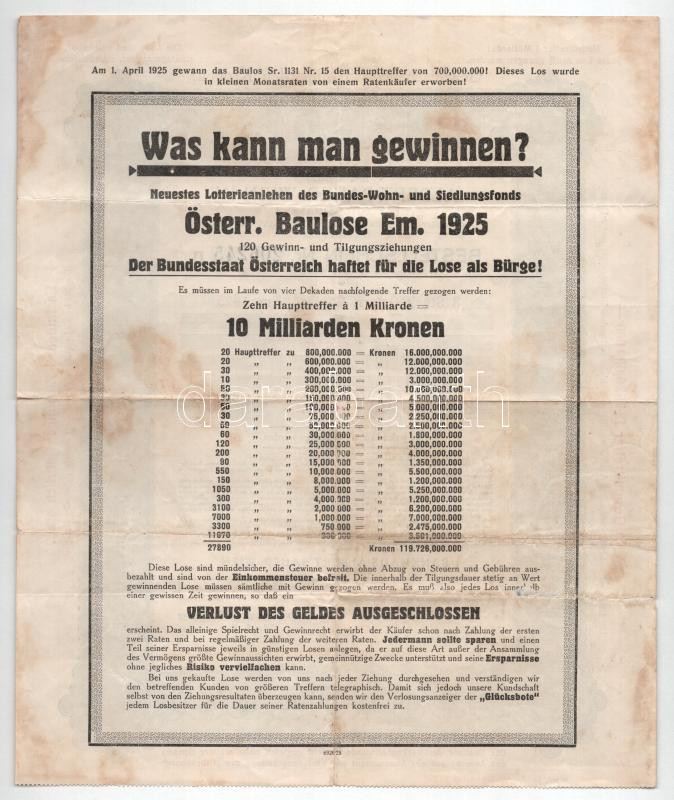 Am 1. April 1925 gewann das Baulos Sr. 1131 Nr. 15 den Haupttreffer von 700,000.000! Dieses Los wurde
in kleinen Monatsraten von einem Ratenkäufer erworben!
Was kann man gewinnen?
Neuestes Lotterieanlehen des Bundes-Wohn- und Siedlungsfonds
Österr. Baulose Em. 1925
120 Gewinn- und Tilgungsziehungen
Der Bundesstaat Österreich haftet für die Lose als Bürge!
Es müssen im Laufe von vier Dekaden nachfolgende Treffer gezogen werden:
Zehn Haupttreffer à 1 Milliarde =
10 Milliarden Kronen
20 Haupttreffer zu 800,000.000 = Kronen 16.000,000.000
20 „ „ 600,000.000 = „ 12.000,000.000
30 „ „ 400,000.000 = „ 12.000,000.000
10 „ „ 300,000.000 = „ 3.000,000.000
50 „ „ 200,000.000 = „ 10.000,000.000
30 „ „ 150,000.000 = „ 4.500,000.000
50 „ „ 100,000.000 = „ 5.000,000.000
30 „ „ 75,000.000 = „ 2.250,000.000
„ „ = „
60 „ „ 30,000.000 = „ 1.800,000.000
120 „ „ 25,000.000 = „ 3.000,000.000
200 „ „ 20,000.000 = „ 4.000,000.000
90 „ „ 15,000.000 = „ 1.350,000.000
550 „ „ 10,000.000 = „ 5.500,000.000
150 „ „ 8,000.000 = „ 1.200,000.000
1050 „ „ 5,000.000 = „ 5.250,000.000
300 „ „ 4,000.000 = „ 1.200,000.000
3100 „ „ 2,000.000 = „ 6.200,000.000
7000 „ „ 1,000.000 = „ 7.000,000.000
3300 „ „ 750.000 = „ 2.475,000.000
11670 „ „ 300.000 = „ 3.501,000.000
27890 Kronen 119.726,000.000
Diese Lose sind mündelsicher, die Gewinne werden ohne Abzug von Steuern und Gebühren aus-
bezahlt und sind von der Einkommensteuer befreit. Die innerhalb der Tilgungsdauer stetig an Wert
gewinnenden Lose müssen sämtliche mit Gewinn gezogen werden. Es muß also jedes Los innerhalb
einer gewissen Zeit gewinnen, so daß ein
VERLUST DES GELDES AUSGESCHLOSSEN
erscheint. Das alleinige Spielrecht und Gewinnrecht erwirbt der Käufer schon nach Zahlung der ersten
zwei Raten und bei regelmäßiger Zahlung der weiteren Raten. Jedermann sollte sparen und einen
Teil seiner Ersparnisse jeweils in günstigen Losen anlegen, da er auf diese Art außer der Ansammlung
des Vermögens größte Gewinnaussichten erwirbt, gemeinnützige Zwecke unterstützt und seine Ersparnisse
ohne jegliches Risiko vervielfachen kann.
Bei uns gekaufte Lose werden von uns nach jeder Ziehung durchgesehen und verständigen wir
den betreffenden Kunden von größeren Treffern telegraphisch. Damit sich jedoch unsere Kundschaft
selbst von den Ziehungsresultaten überzeugen kann, senden wir den Verlosungsanzeiger der „Glücksbote"
jedem Losbesitzer für die Dauer seiner Ratenzahlungen kostenfrei zu.
darabanth